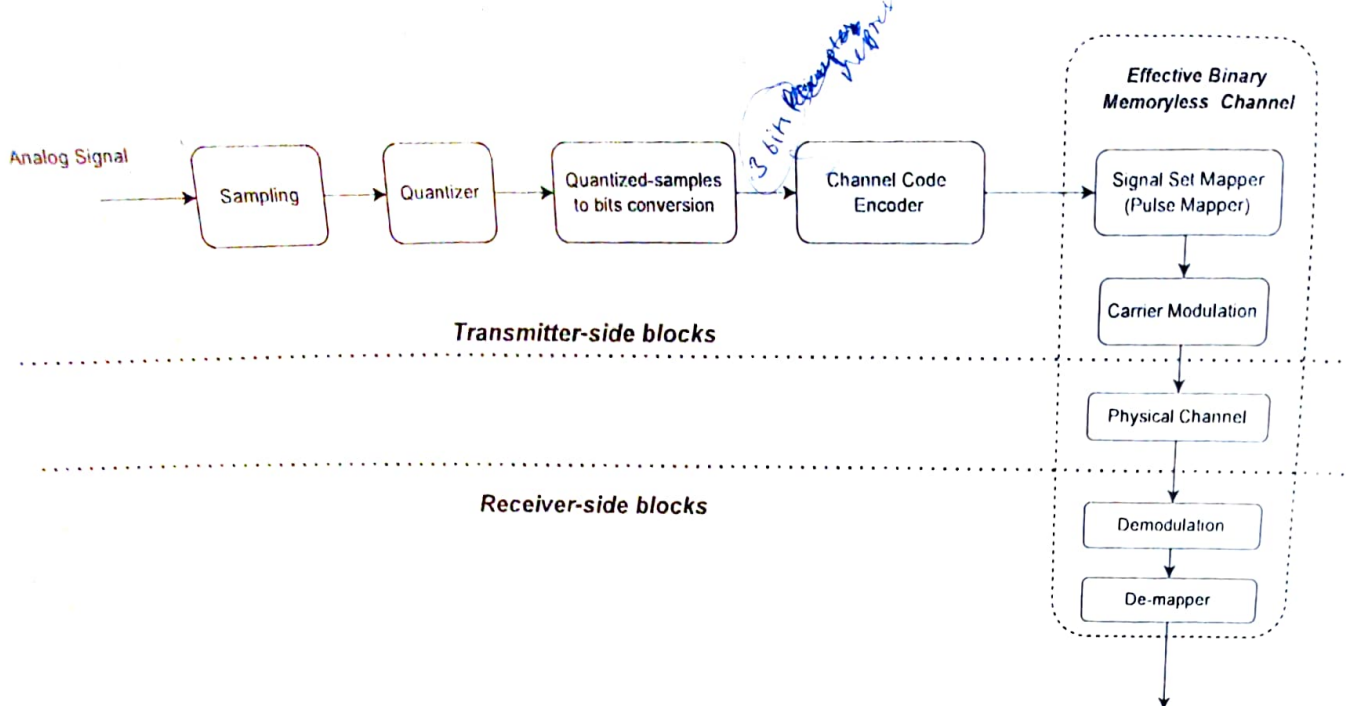 Effective Binary
Memoryless Channel
3 bin
Analog Signal
Sampling
Quantizer
Quantized-samples
to bits conversion
Channel Code
Encoder
Signal Set Mapper
(Pulse Mapper)
Carrier Modulation
Transmitter-side blocks
Physical Channel
Receiver-side blocks
Demodulation
De-mapper